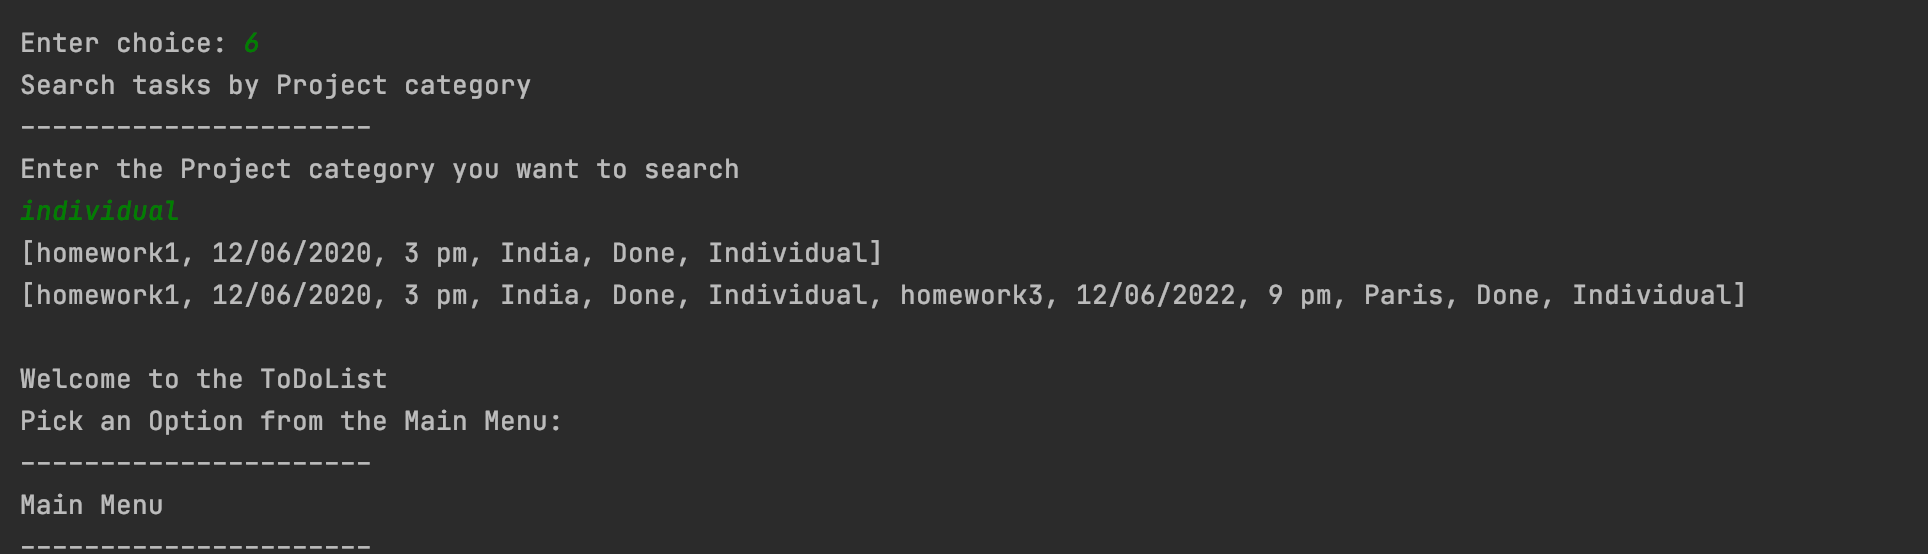 Enter choice: 6
Search tasks by Project category
----------------------
Enter the Project category you want to search
individual
[homework1, 12/06/2020, 3 pm, India, Done, Individual]
[homework1, 12/06/2020, 3 pm, India, Done, Individual, homework3, 12/06/2022, 9 pm, Paris, Done, Individual]
Welcome to the ToDoList
Pick an Option from the Main Menu:
----------------------
Main Menu
----------------------